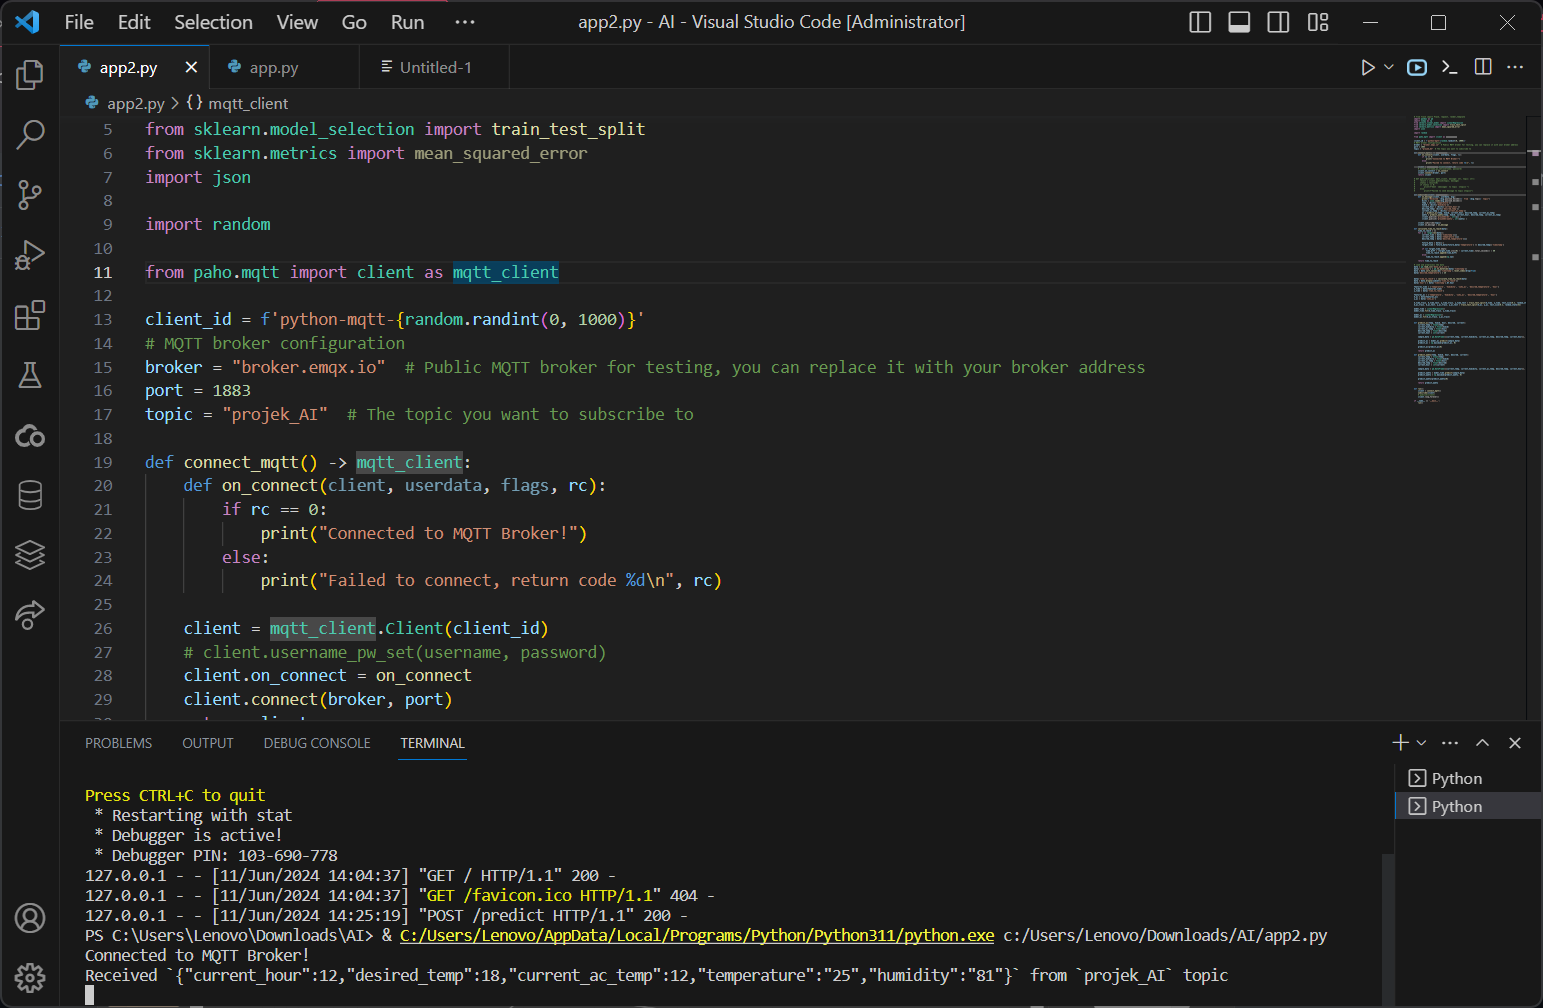 File Edit Selection View Go Run ··· app2.py - AI - Visual Studio Code [Administrator]
app2.py app.py Untitled-1
app2.py > {} mqtt_client
5 from sklearn.model_selection import train_test_split
6 from sklearn.metrics import mean_squared_error
7 import json
8
9 import random
10
11 from paho.mqtt import client as mqtt_client
12
13 client_id = f'python-mqtt-{random.randint(0, 1000)}'
14 # MQTT broker configuration
15 broker = "broker.emqx.io"  # Public MQTT broker for testing, you can replace it with your broker address
16 port = 1883
17 topic = "projek_AI"  # The topic you want to subscribe to
18
19 def connect_mqtt() -> mqtt_client:
20     def on_connect(client, userdata, flags, rc):
21         if rc == 0:
22             print("Connected to MQTT Broker!")
23         else:
24             print("Failed to connect, return code %d\n", rc)
25
26     client = mqtt_client.Client(client_id)
27     # client.username_pw_set(username, password)
28     client.on_connect = on_connect
29     client.connect(broker, port)
PROBLEMS OUTPUT DEBUG CONSOLE TERMINAL
Python
Python
Press CTRL+C to quit
 * Restarting with stat
 * Debugger is active!
 * Debugger PIN: 103-690-778
127.0.0.1 - - [11/Jun/2024 14:04:37] "GET / HTTP/1.1" 200 -
127.0.0.1 - - [11/Jun/2024 14:04:37] "GET /favicon.ico HTTP/1.1" 404 -
127.0.0.1 - - [11/Jun/2024 14:25:19] "POST /predict HTTP/1.1" 200 -
PS C:\Users\Lenovo\Downloads\AI> & C:/Users/Lenovo/AppData/Local/Programs/Python/Python311/python.exe c:/Users/Lenovo/Downloads/AI/app2.py
Connected to MQTT Broker!
Received `{"current_hour":12,"desired_temp":18,"current_ac_temp":12,"temperature":"25","humidity":"81"}` from `projek_AI` topic